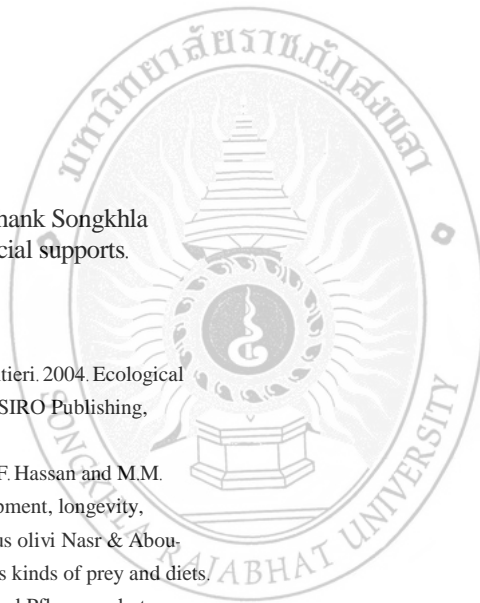 มหาวิทยาลัยราชภัฏสงขลา
hank Songkhla
cial supports.
tieri. 2004. Ecological
SIRO Publishing,
F. Hassan and M.M.
pment, longevity,
us olivi Nasr & Abou-
s kinds of prey and diets.
SONGKHLA RAJABHAT UNIVERSITY